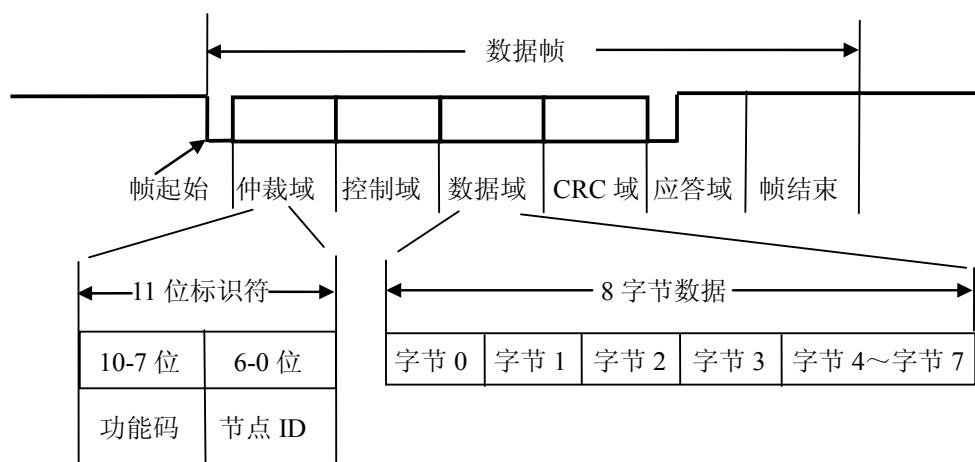 数据帧
帧起始 仲裁域 控制域 数据域 CRC 域 应答域 帧结束
11 位标识符 8 字节数据
10-7 位 6-0 位 字节 0 字节 1 字节 2 字节 3 字节 4～字节 7
功能码 节点 ID